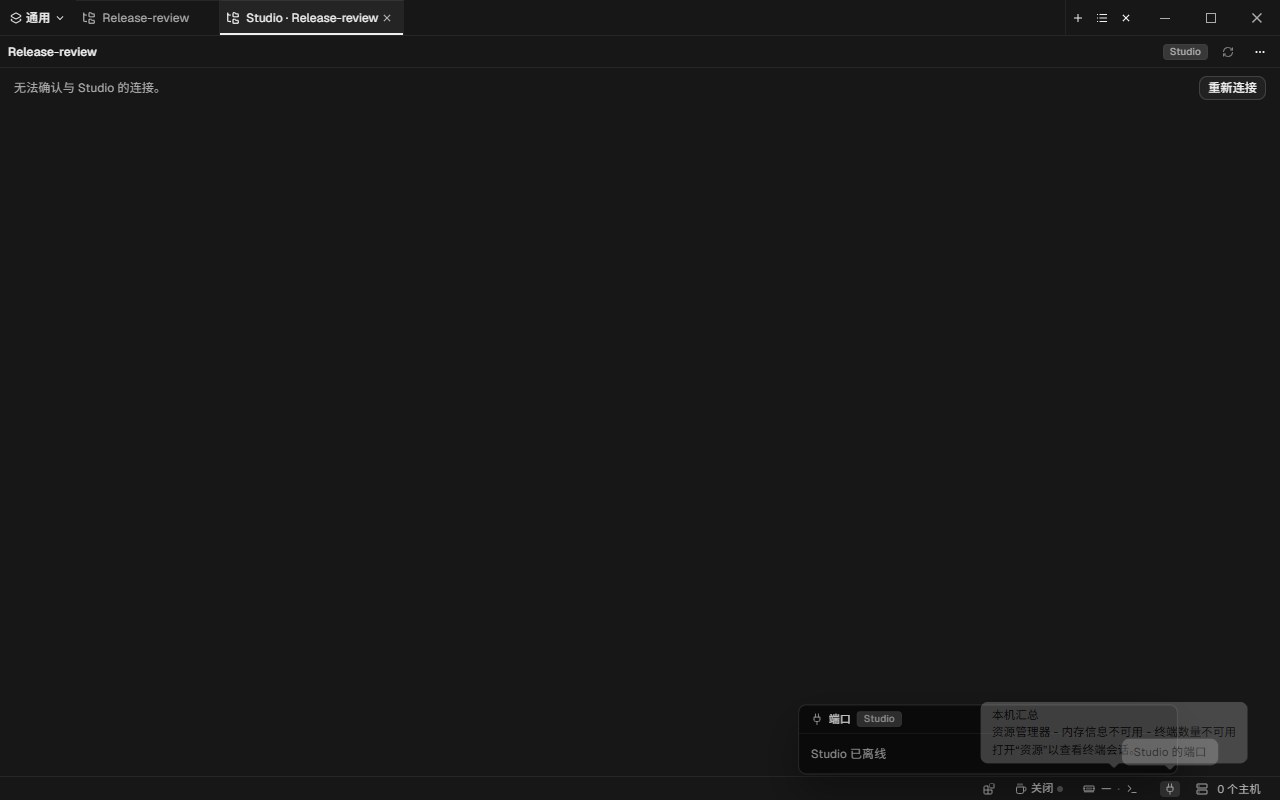 通用
Release-review
Studio · Release-review
Release-review
Studio
无法确认与 Studio 的连接。
重新连接
端口
Studio
Studio 已离线
本机汇总
资源管理器 - 内存信息不可用 - 终端数量不可用
打开“资源”以查看终端会话。
Studio 的端口
关闭
0 个主机